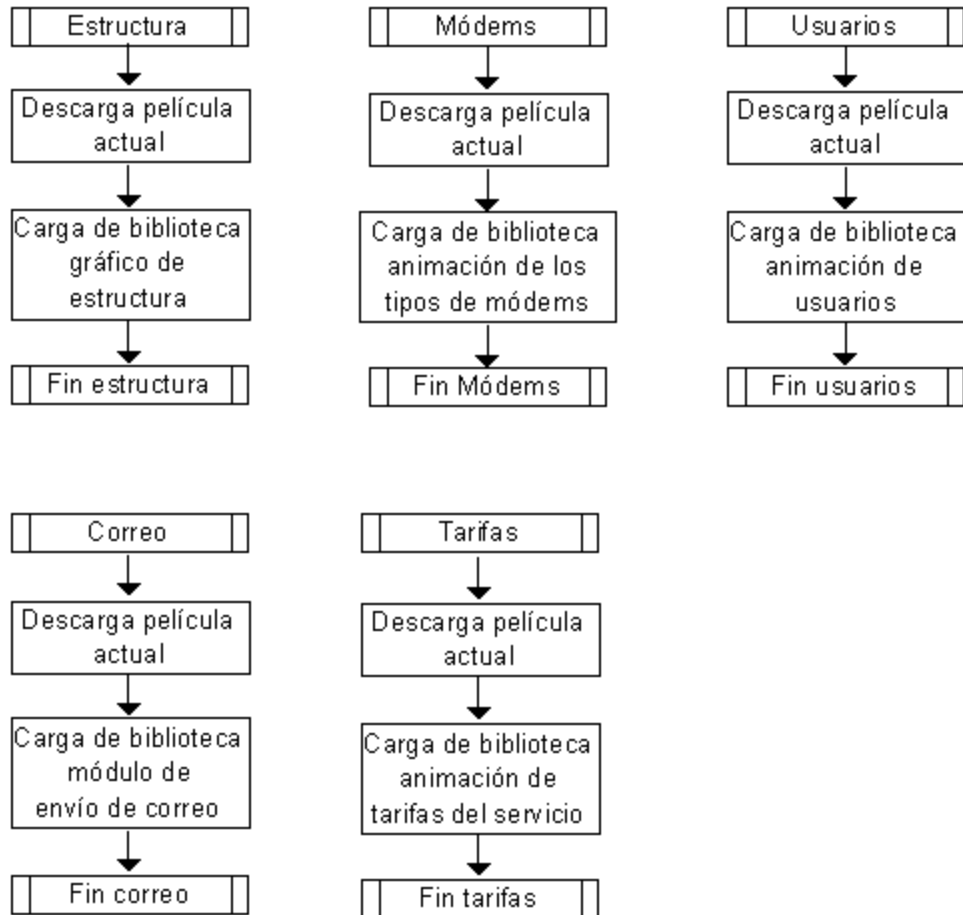 Estructura
Descarga película
actual
Carga de biblioteca
gráfico de
estructura
Fin estructura
Módems
Descarga película
actual
Carga de biblioteca
animación de los
tipos de módems
Fin Módems
Usuarios
Descarga película
actual
Carga de biblioteca
animación de
usuarios
Fin usuarios
Correo
Descarga película
actual
Carga de biblioteca
módulo de
envío de correo
Fin correo
Tarifas
Descarga película
actual
Carga de biblioteca
animación de
tarifas del servicio
Fin tarifas